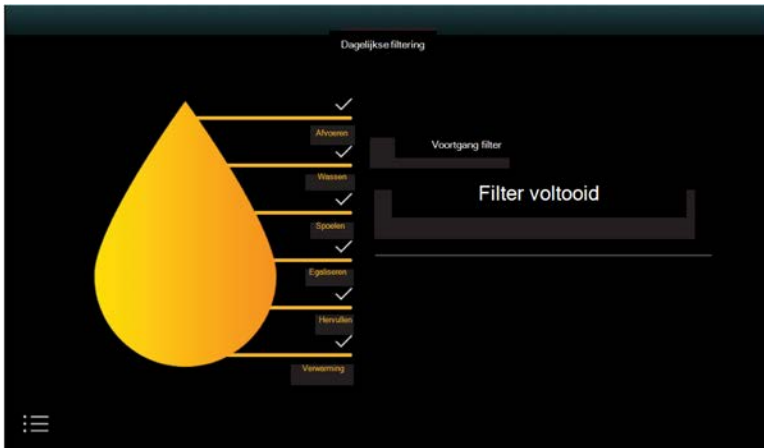 Dagelijkse filtering
Afvoeren
Voortgang filter
Wassen
Filter voltooid
Spoelen
Egaliseren
Hervullen
Verwarming